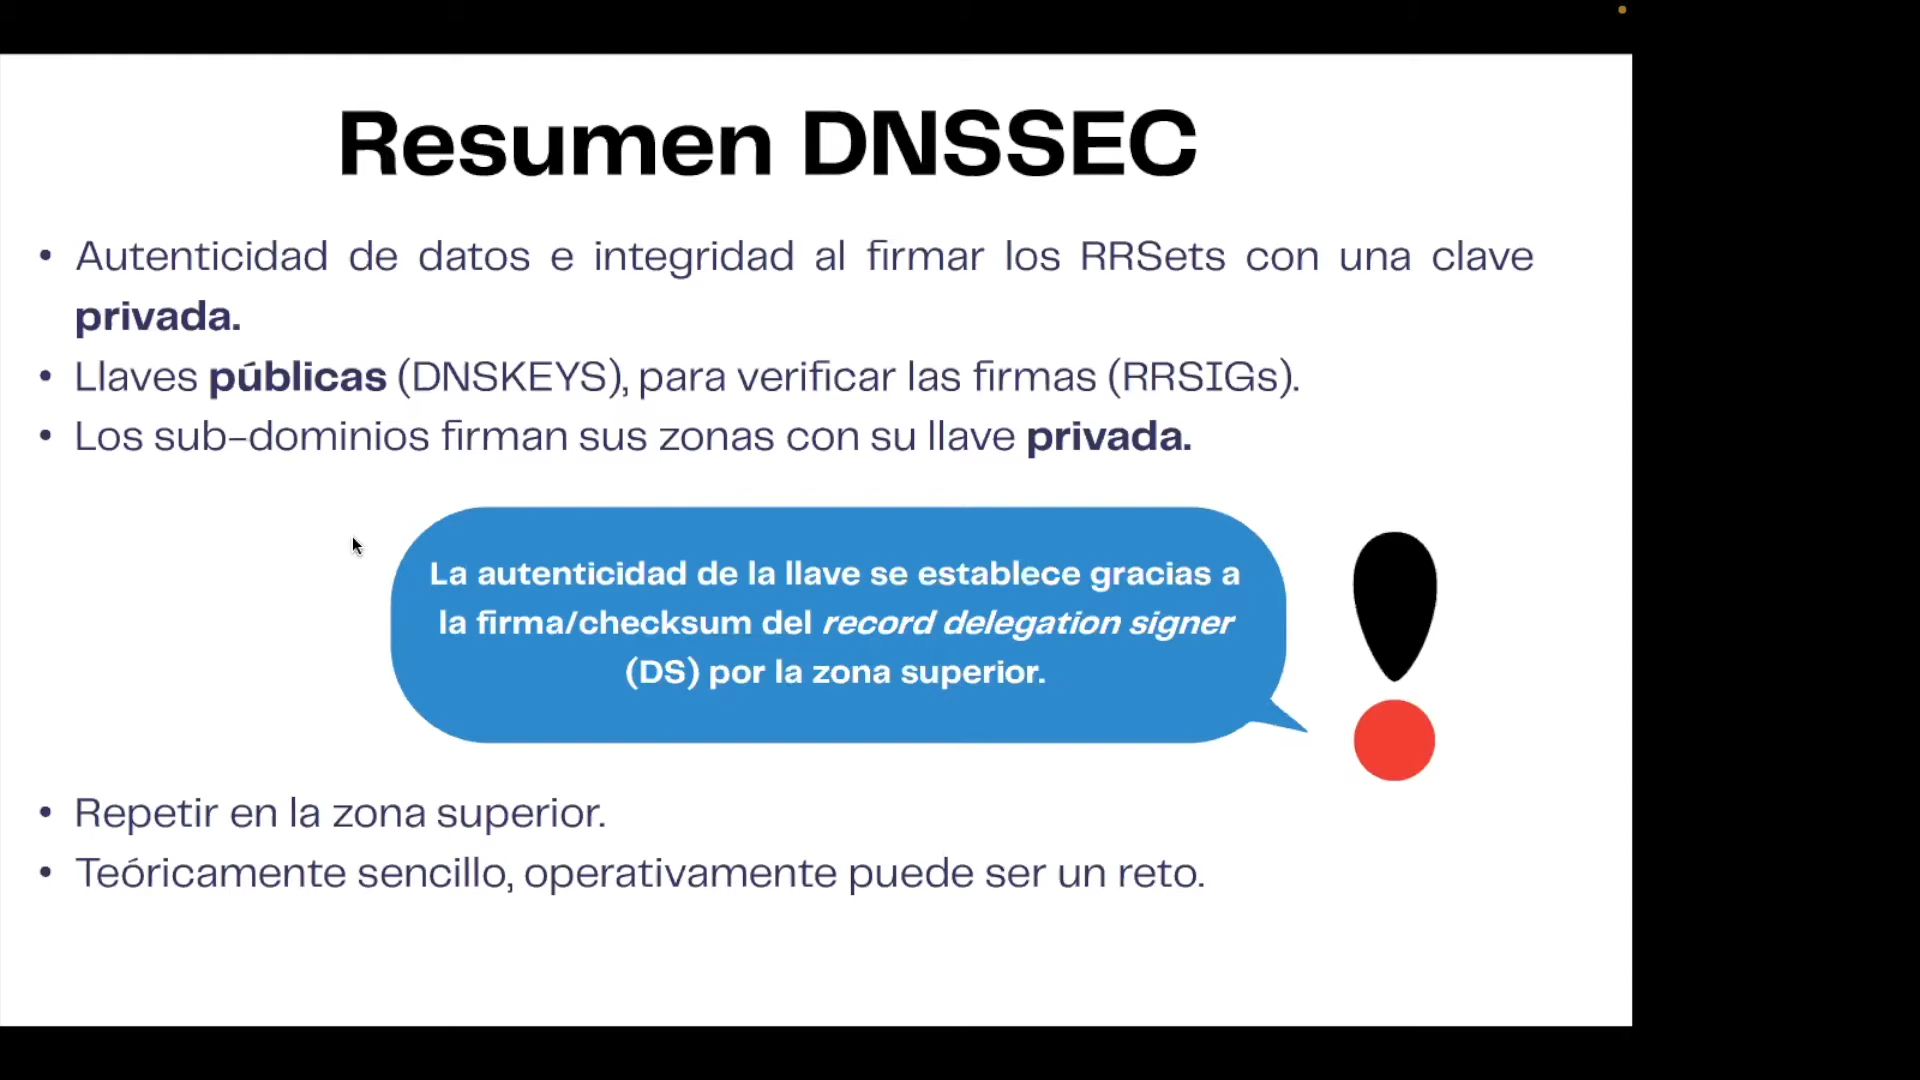 Resumen DNSSEC
• Autenticidad de datos e integridad al firmar los RRSets con una clave
privada.
• Llaves públicas (DNSKEYS), para verificar las firmas (RRSIGs).
• Los sub-dominios firman sus zonas con su llave privada.
La autenticidad de la llave se establece gracias a
la firma/checksum del record delegation signer
(DS) por la zona superior.
• Repetir en la zona superior.
• Teóricamente sencillo, operativamente puede ser un reto.